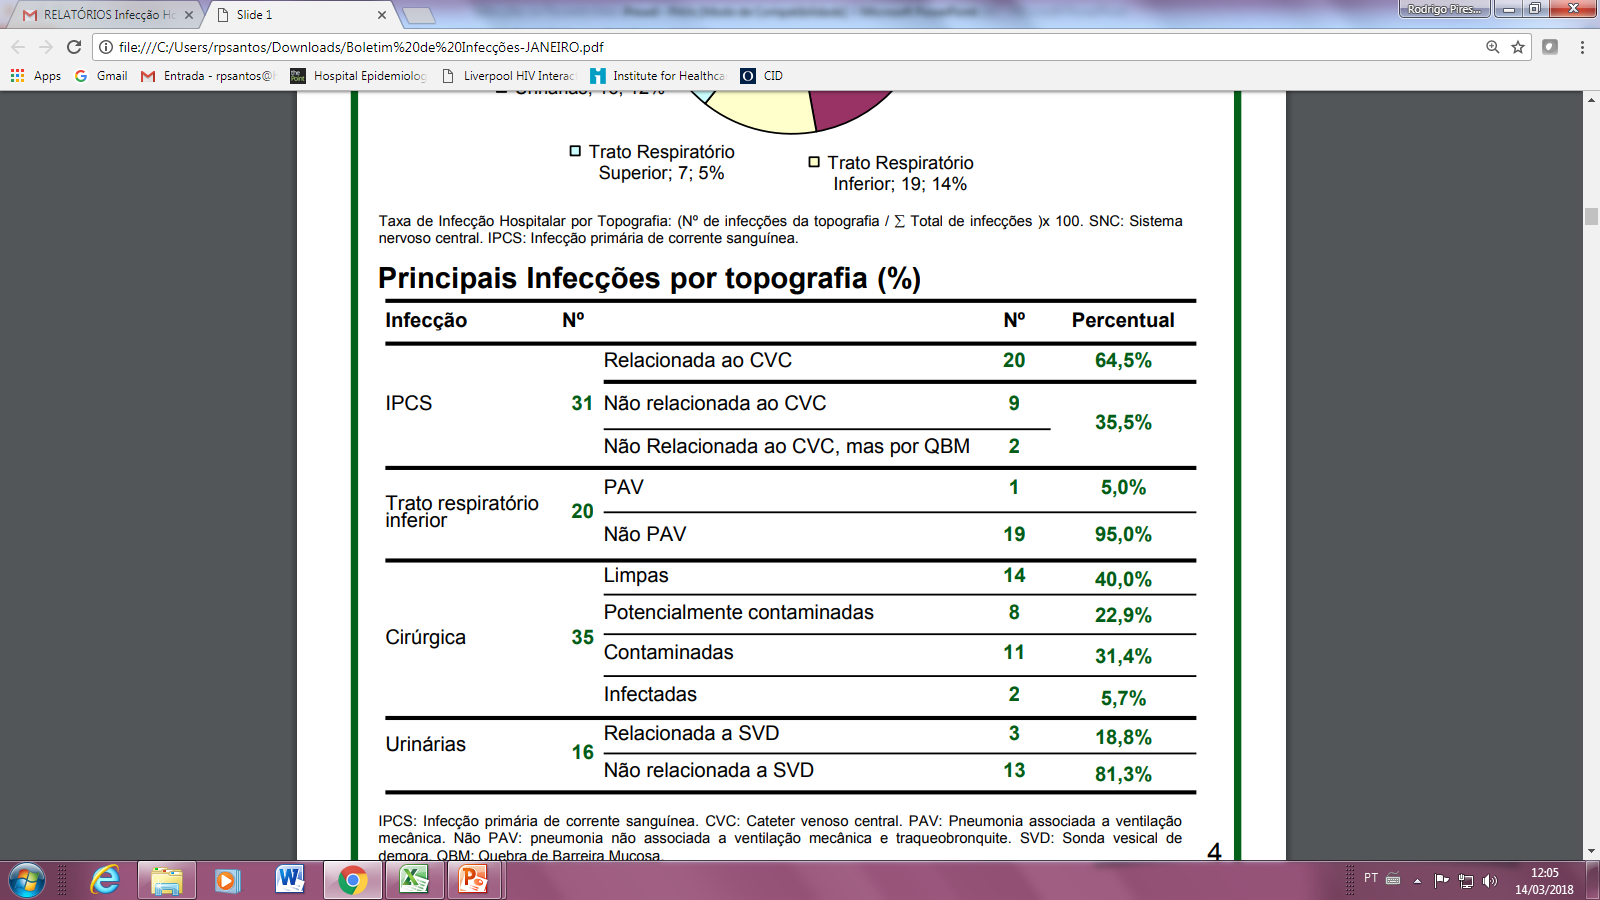 RELATÓRIOS Infecção Ho
Slide 1
Rodrigo Pires...
file:///C:/Users/rpsantos/Downloads/Boletim%20de%20Infecções-JANEIRO.pdf
Apps Gmail Entrada - rpsantos@h Hospital Epidemiolog Liverpool HIV Interact Institute for Healthcar CID
Urinárias; 16; 12%
Trato Respiratório
Superior; 7; 5%
Trato Respiratório
Inferior; 19; 14%
Taxa de Infecção Hospitalar por Topografia: (Nº de infecções da topografia / ∑ Total de infecções )x 100. SNC: Sistema
nervoso central. IPCS: Infecção primária de corrente sanguínea.
Principais Infecções por topografia (%)
Infecção Nº Nº Percentual
Relacionada ao CVC 20 64,5%
IPCS 31 Não relacionada ao CVC 9
35,5%
Não Relacionada ao CVC, mas por QBM 2
PAV 1 5,0%
Trato respiratório
inferior 20
Não PAV 19 95,0%
Limpas 14 40,0%
Potencialmente contaminadas 8 22,9%
Cirúrgica 35
Contaminadas 11 31,4%
Infectadas 2 5,7%
Relacionada a SVD 3 18,8%
Urinárias 16
Não relacionada a SVD 13 81,3%
IPCS: Infecção primária de corrente sanguínea. CVC: Cateter venoso central. PAV: Pneumonia associada a ventilação
mecânica. Não PAV: pneumonia não associada a ventilação mecânica e traqueobronquite. SVD: Sonda vesical de
demora. QBM: Quebra de Barreira Mucosa.
4
PT
12:05
14/03/2018